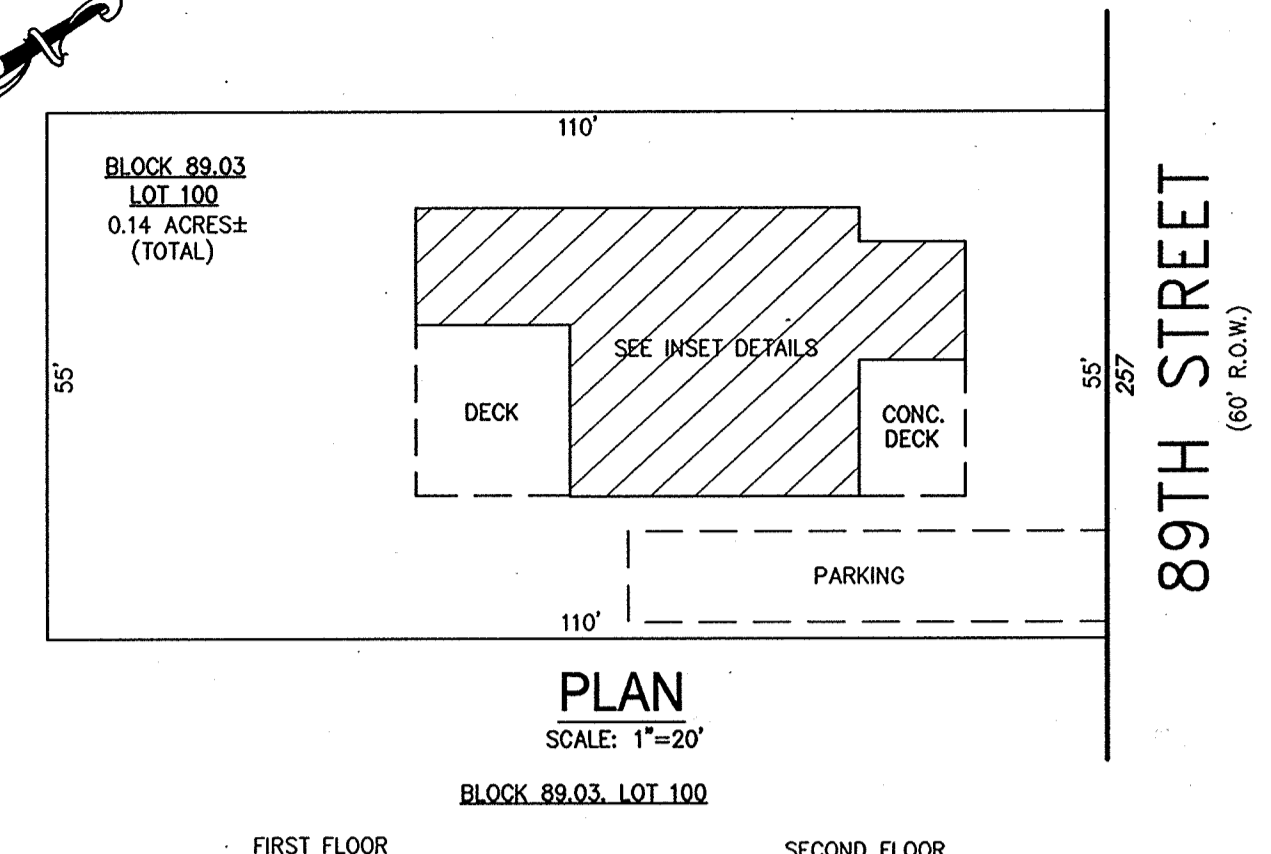 110'
BLOCK 89.03
LOT 100
0.14 ACRES±
(TOTAL)
SEE INSET DETAILS
55'
55'
257
89TH STREET
(60' R.O.W.)
DECK
CONC.
DECK
PARKING
110'
PLAN
SCALE: 1"=20'
BLOCK 89.03. LOT 100
FIRST FLOOR
SECOND FLOOR